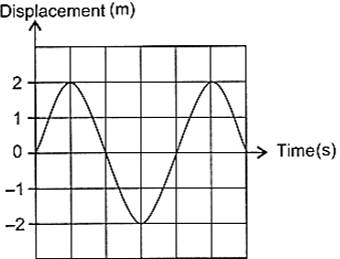 Displacement (m)
2
1
0
Time(s)
–1
–2